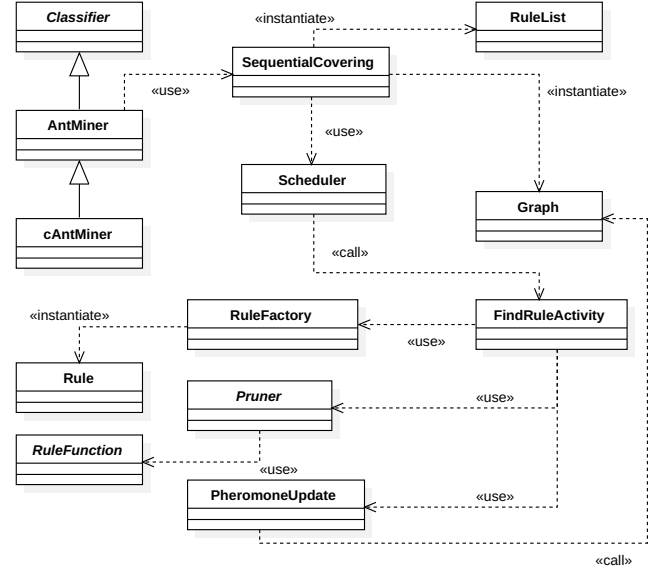 Classifier
«instantiate»
RuleList
SequentialCovering
«use»
«instantiate»
AntMiner
«use»
Scheduler
Graph
cAntMiner
«call»
«instantiate»
RuleFactory
FindRuleActivity
«use»
Rule
Pruner
«use»
RuleFunction
«use»
PheromoneUpdate
«use»
«call»